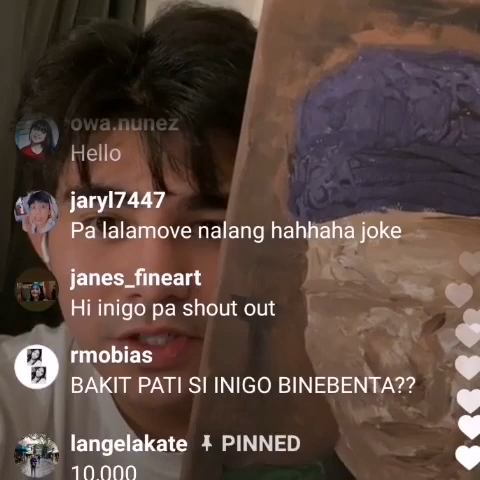 owa.nunez
Hello
jaryl7447
Pa lalamove nalang hahhaha joke
janes_fineart
Hi inigo pa shout out
rmobias
BAKIT PATI SI INIGO BINEBENTA??
langelakate PINNED
10,000